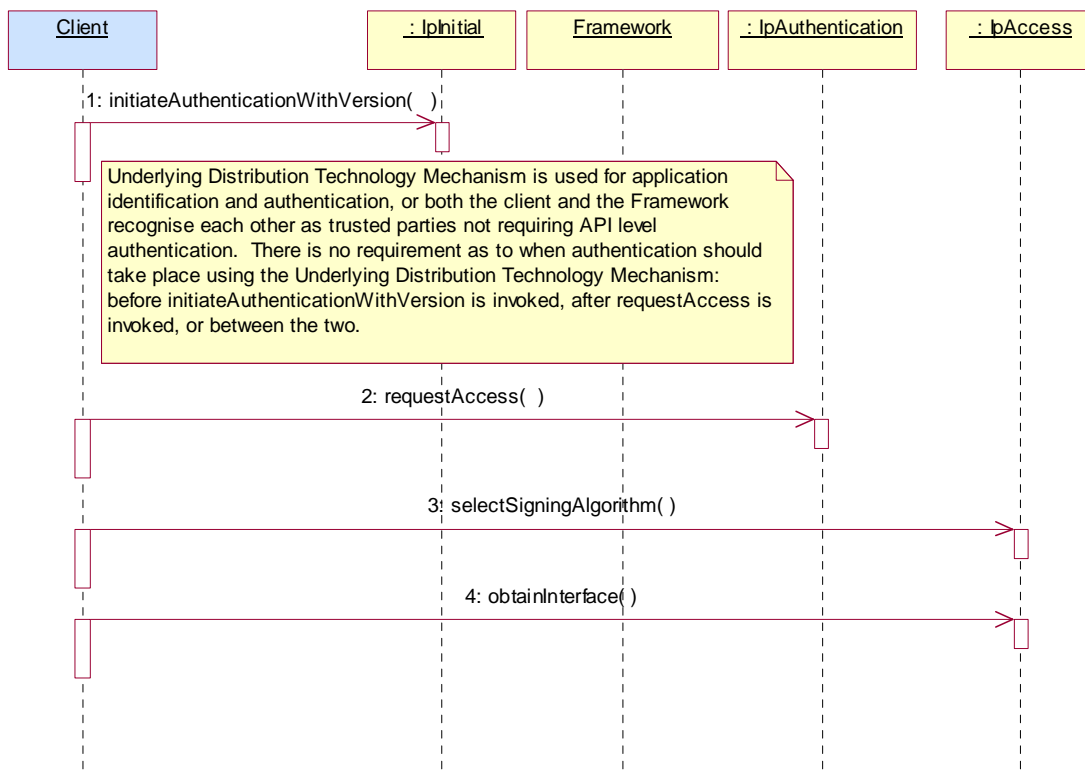 Client
: IpInitial
Framework
: IpAuthentication
: IpAccess
1: initiateAuthenticationWithVersion(  )
Underlying Distribution Technology Mechanism is used for application
identification and authentication, or both the client and the Framework
recognise each other as trusted parties not requiring API level
authentication.  There is no requirement as to when authentication should
take place using the Underlying Distribution Technology Mechanism:
before initiateAuthenticationWithVersion is invoked, after requestAccess is
invoked, or between the two.
2: requestAccess(  )
3: selectSigningAlgorithm( )
4: obtainInterface( )